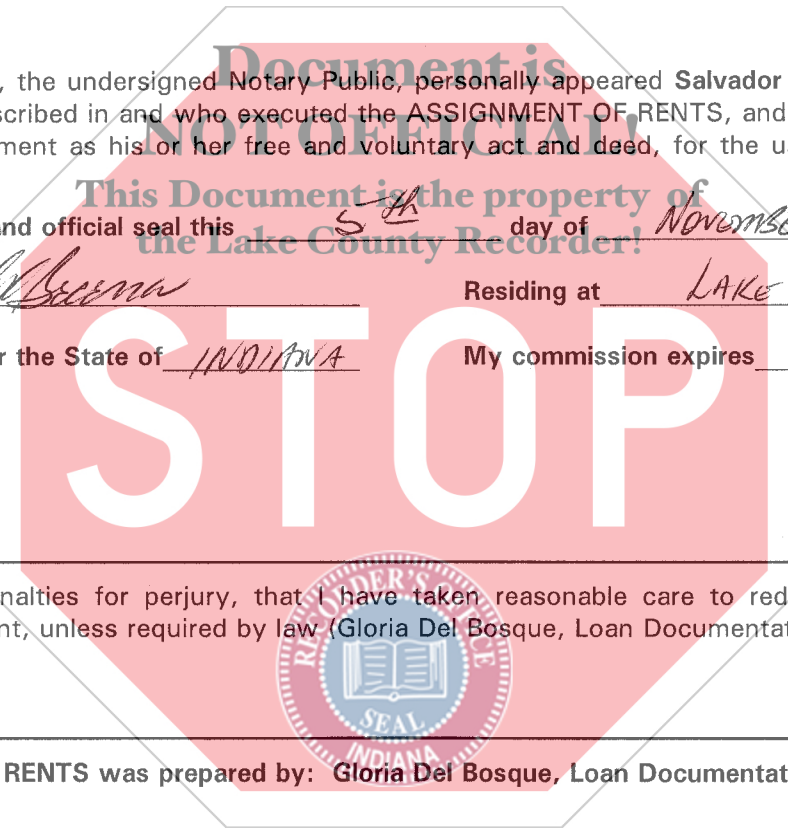 Document is
, the undersigned Notary Public, personally appeared Salvador
scribed in and who executed the ASSIGNMENT OF RENTS, and
NOT OFFICIAL!
ment as his or her free and voluntary act and deed, for the u
This Document is the property of
nd official seal this 5th day of Novembe
the Lake County Recorder!
Becerra Residing at LAKE
STOP
r the State of INDIANA My commission expires
nalties for perjury, that I have taken reasonable care to red
nt, unless required by law (Gloria Del Bosque, Loan Documentat
RECORDER'S OFFICE
SEAL
INDIANA
RENTS was prepared by: Gloria Del Bosque, Loan Documentat